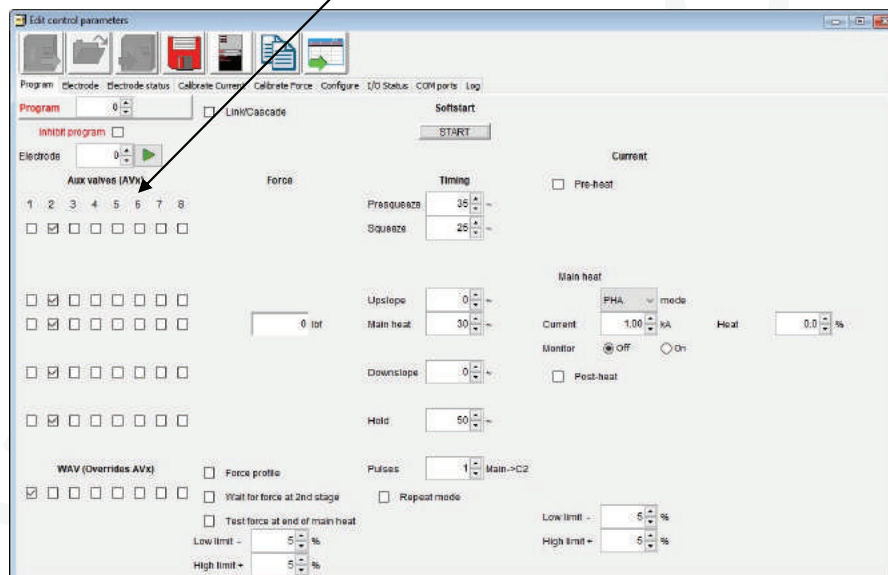 Edit control parameters
Program Electrode Electrode status Calibrate Current Calibrate Force Configure I/O Status COM ports Log
Program 0 Link/Cascade Softstart
Inhibit program START
Electrode 0 Current
Aux valves (AVx) Force Timing Pre-heat
1 2 3 4 5 6 7 8 Presqueeze 35 ~
Squeeze 25 ~
Main heat
Upslope 0 ~ PHA mode
0 lbf Main heat 30 ~ Current 1.00 kA Heat 0.0 %
Monitor Off On
Downslope 0 ~ Post-heat
Hold 50 ~
WAV (Overrides AVx) Force profile Pulses 1 Main->C2
Wait for force at 2nd stage Repeat mode
Test force at end of main heat Low limit - 5 %
Low limit - 5 % High limit + 5 %
High limit + 5 %